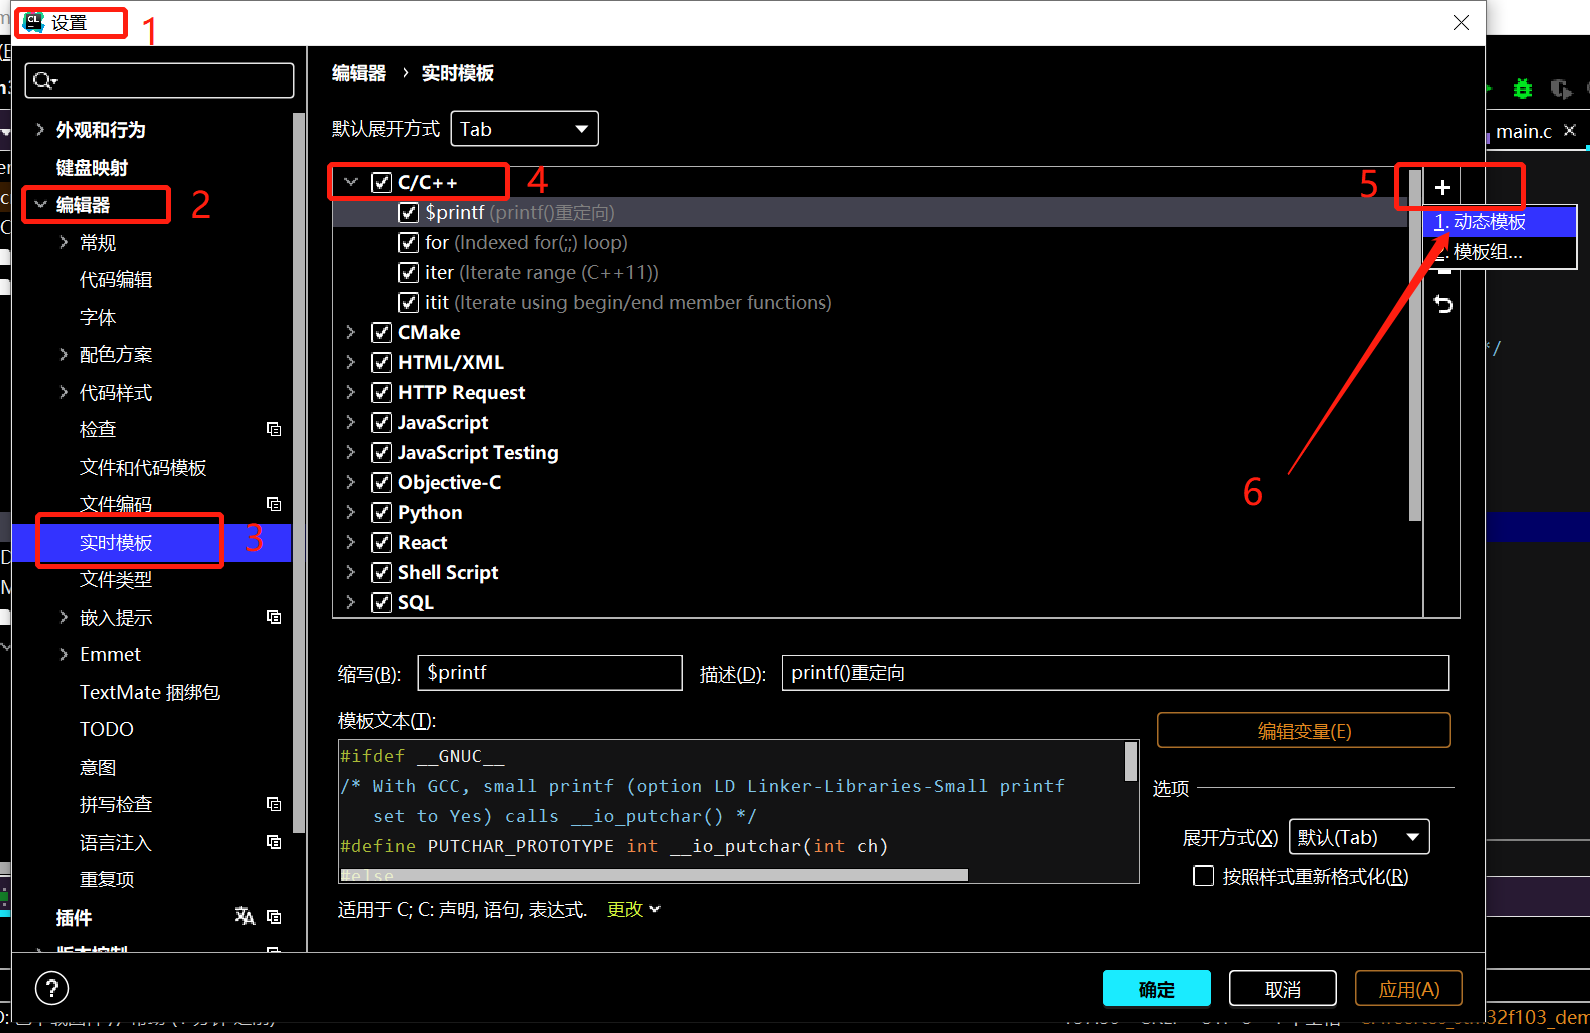 设置
1
编辑器 › 实时模板
外观和行为
键盘映射
编辑器
2
常规
代码编辑
字体
配色方案
代码样式
检查
文件和代码模板
文件编码
实时模板
3
文件类型
嵌入提示
Emmet
TextMate 捆绑包
TODO
意图
拼写检查
语言注入
重复项
插件
版本控制
默认展开方式 Tab
C/C++
4
$printf (printf()重定向)
for (Indexed for(;;) loop)
iter (Iterate range (C++11))
itit (Iterate using begin/end member functions)
CMake
HTML/XML
HTTP Request
JavaScript
JavaScript Testing
Objective-C
Python
React
Shell Script
SQL
5
1. 动态模板
2. 模板组...
6
缩写(B): $printf 描述(D): printf()重定向
模板文本(T):
#ifdef __GNUC__
/* With GCC, small printf (option LD Linker-Libraries-Small printf
set to Yes) calls __io_putchar() */
#define PUTCHAR_PROTOTYPE int __io_putchar(int ch)
#else
编辑变量(E)
选项
展开方式(X) 默认(Tab)
按照样式重新格式化(R)
适用于 C; C: 声明, 语句, 表达式. 更改
?
确定 取消 应用(A)
main.c
*/